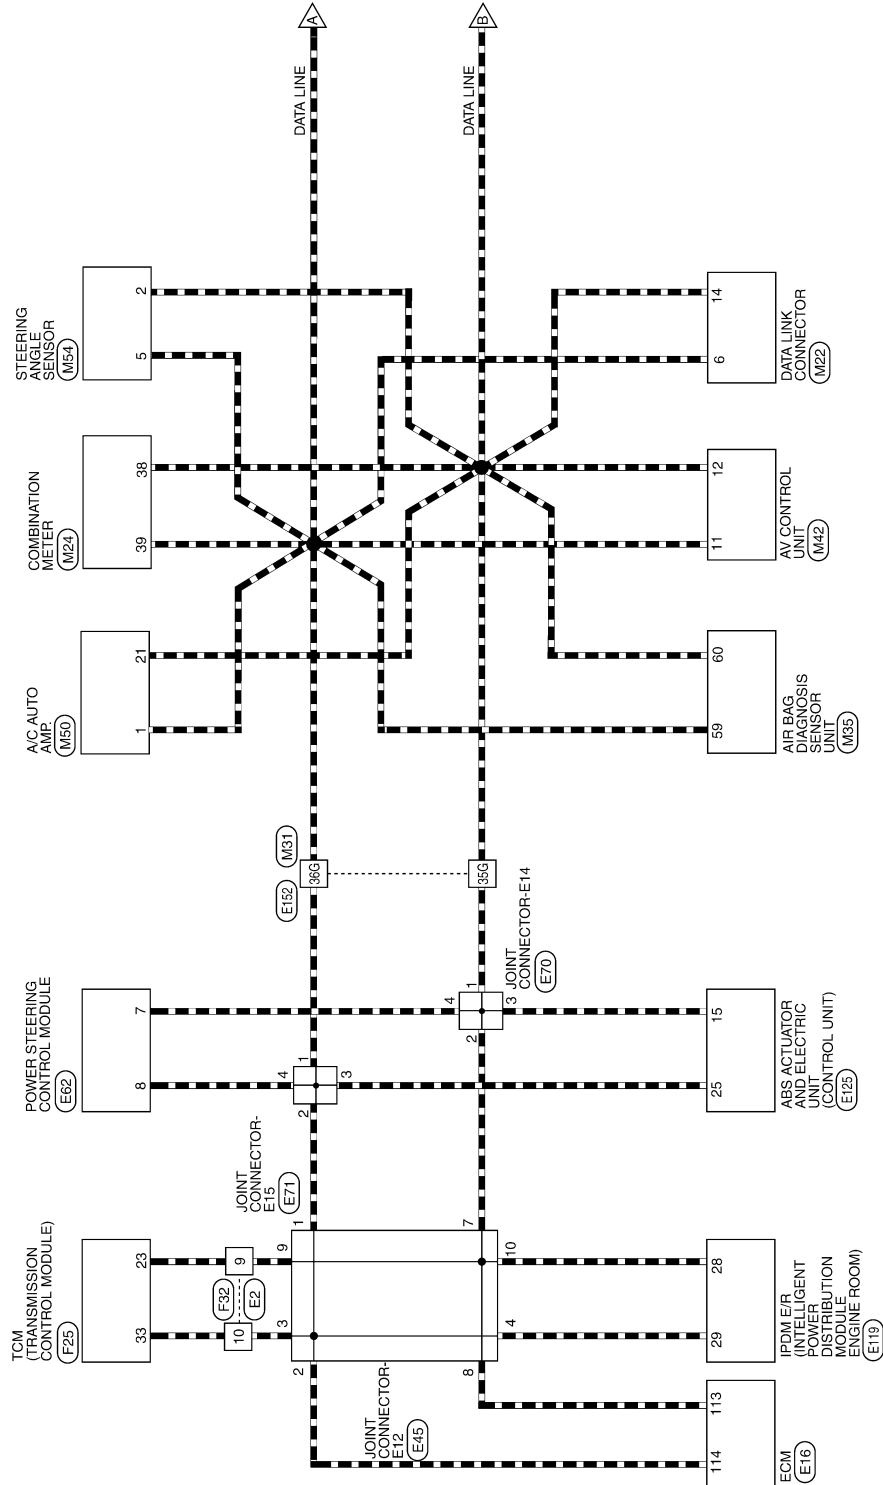 A
B
DATA LINE
DATA LINE
STEERING
ANGLE
SENSOR
M54
2
5
14
6
DATA LINK
CONNECTOR
M22
COMBINATION
METER
M24
38
39
12
11
AV CONTROL
UNIT
M42
A/C AUTO
AMP.
M50
21
1
60
59
AIR BAG
DIAGNOSIS
SENSOR
UNIT
M35
M31
E152
36G
35G
JOINT
CONNECTOR-E14
E70
POWER STEERING
CONTROL MODULE
E62
7
8
4
1
2
3
4
1
2
3
15
25
ABS ACTUATOR
AND ELECTRIC
UNIT
(CONTROL UNIT)
E125
JOINT
CONNECTOR-
E15
E71
TCM
(TRANSMISSION
CONTROL MODULE)
F25
23
33
9
10
F32
E2
1
9
3
2
7
10
4
8
28
29
IPDM E/R
(INTELLIGENT
POWER
DISTRIBUTION
MODULE
ENGINE ROOM)
E119
JOINT
CONNECTOR-
E12
E45
113
114
ECM
E16